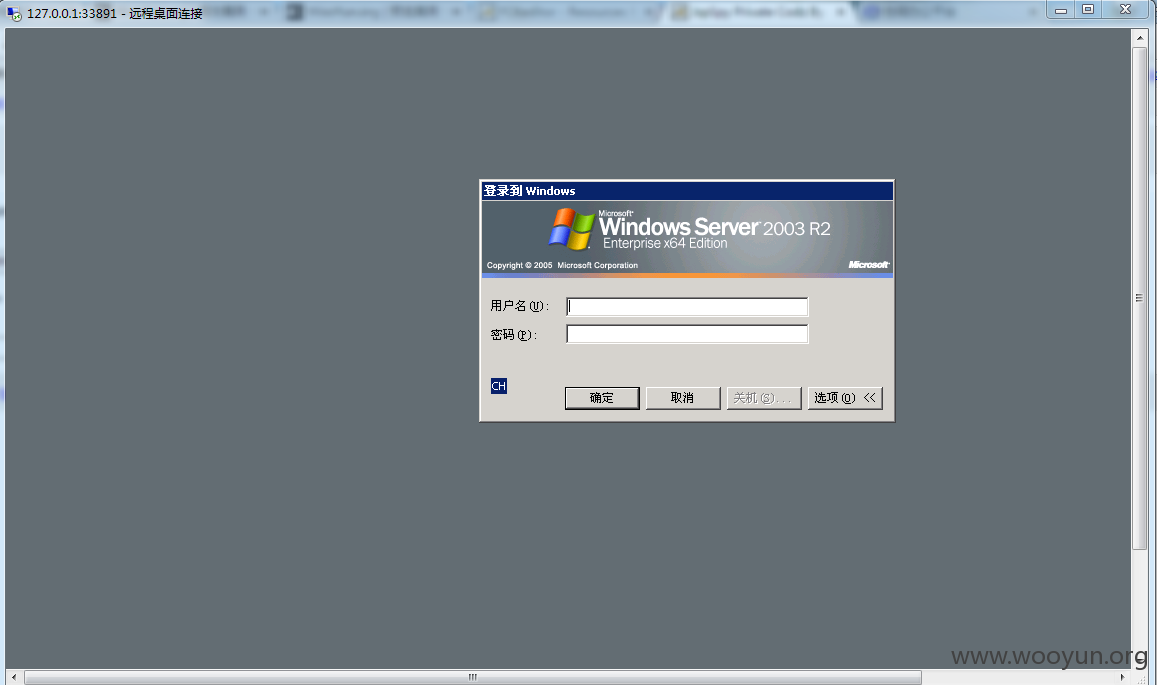 127.0.0.1:33891 - 远程桌面连接
登录到 Windows
Microsoft
Windows Server 2003 R2
Enterprise x64 Edition
Copyright © 2005 Microsoft Corporation
Microsoft
用户名(U):
密码(P):
CH
确定
取消
关机(S)...
选项(O) <<
www.wooyun.org